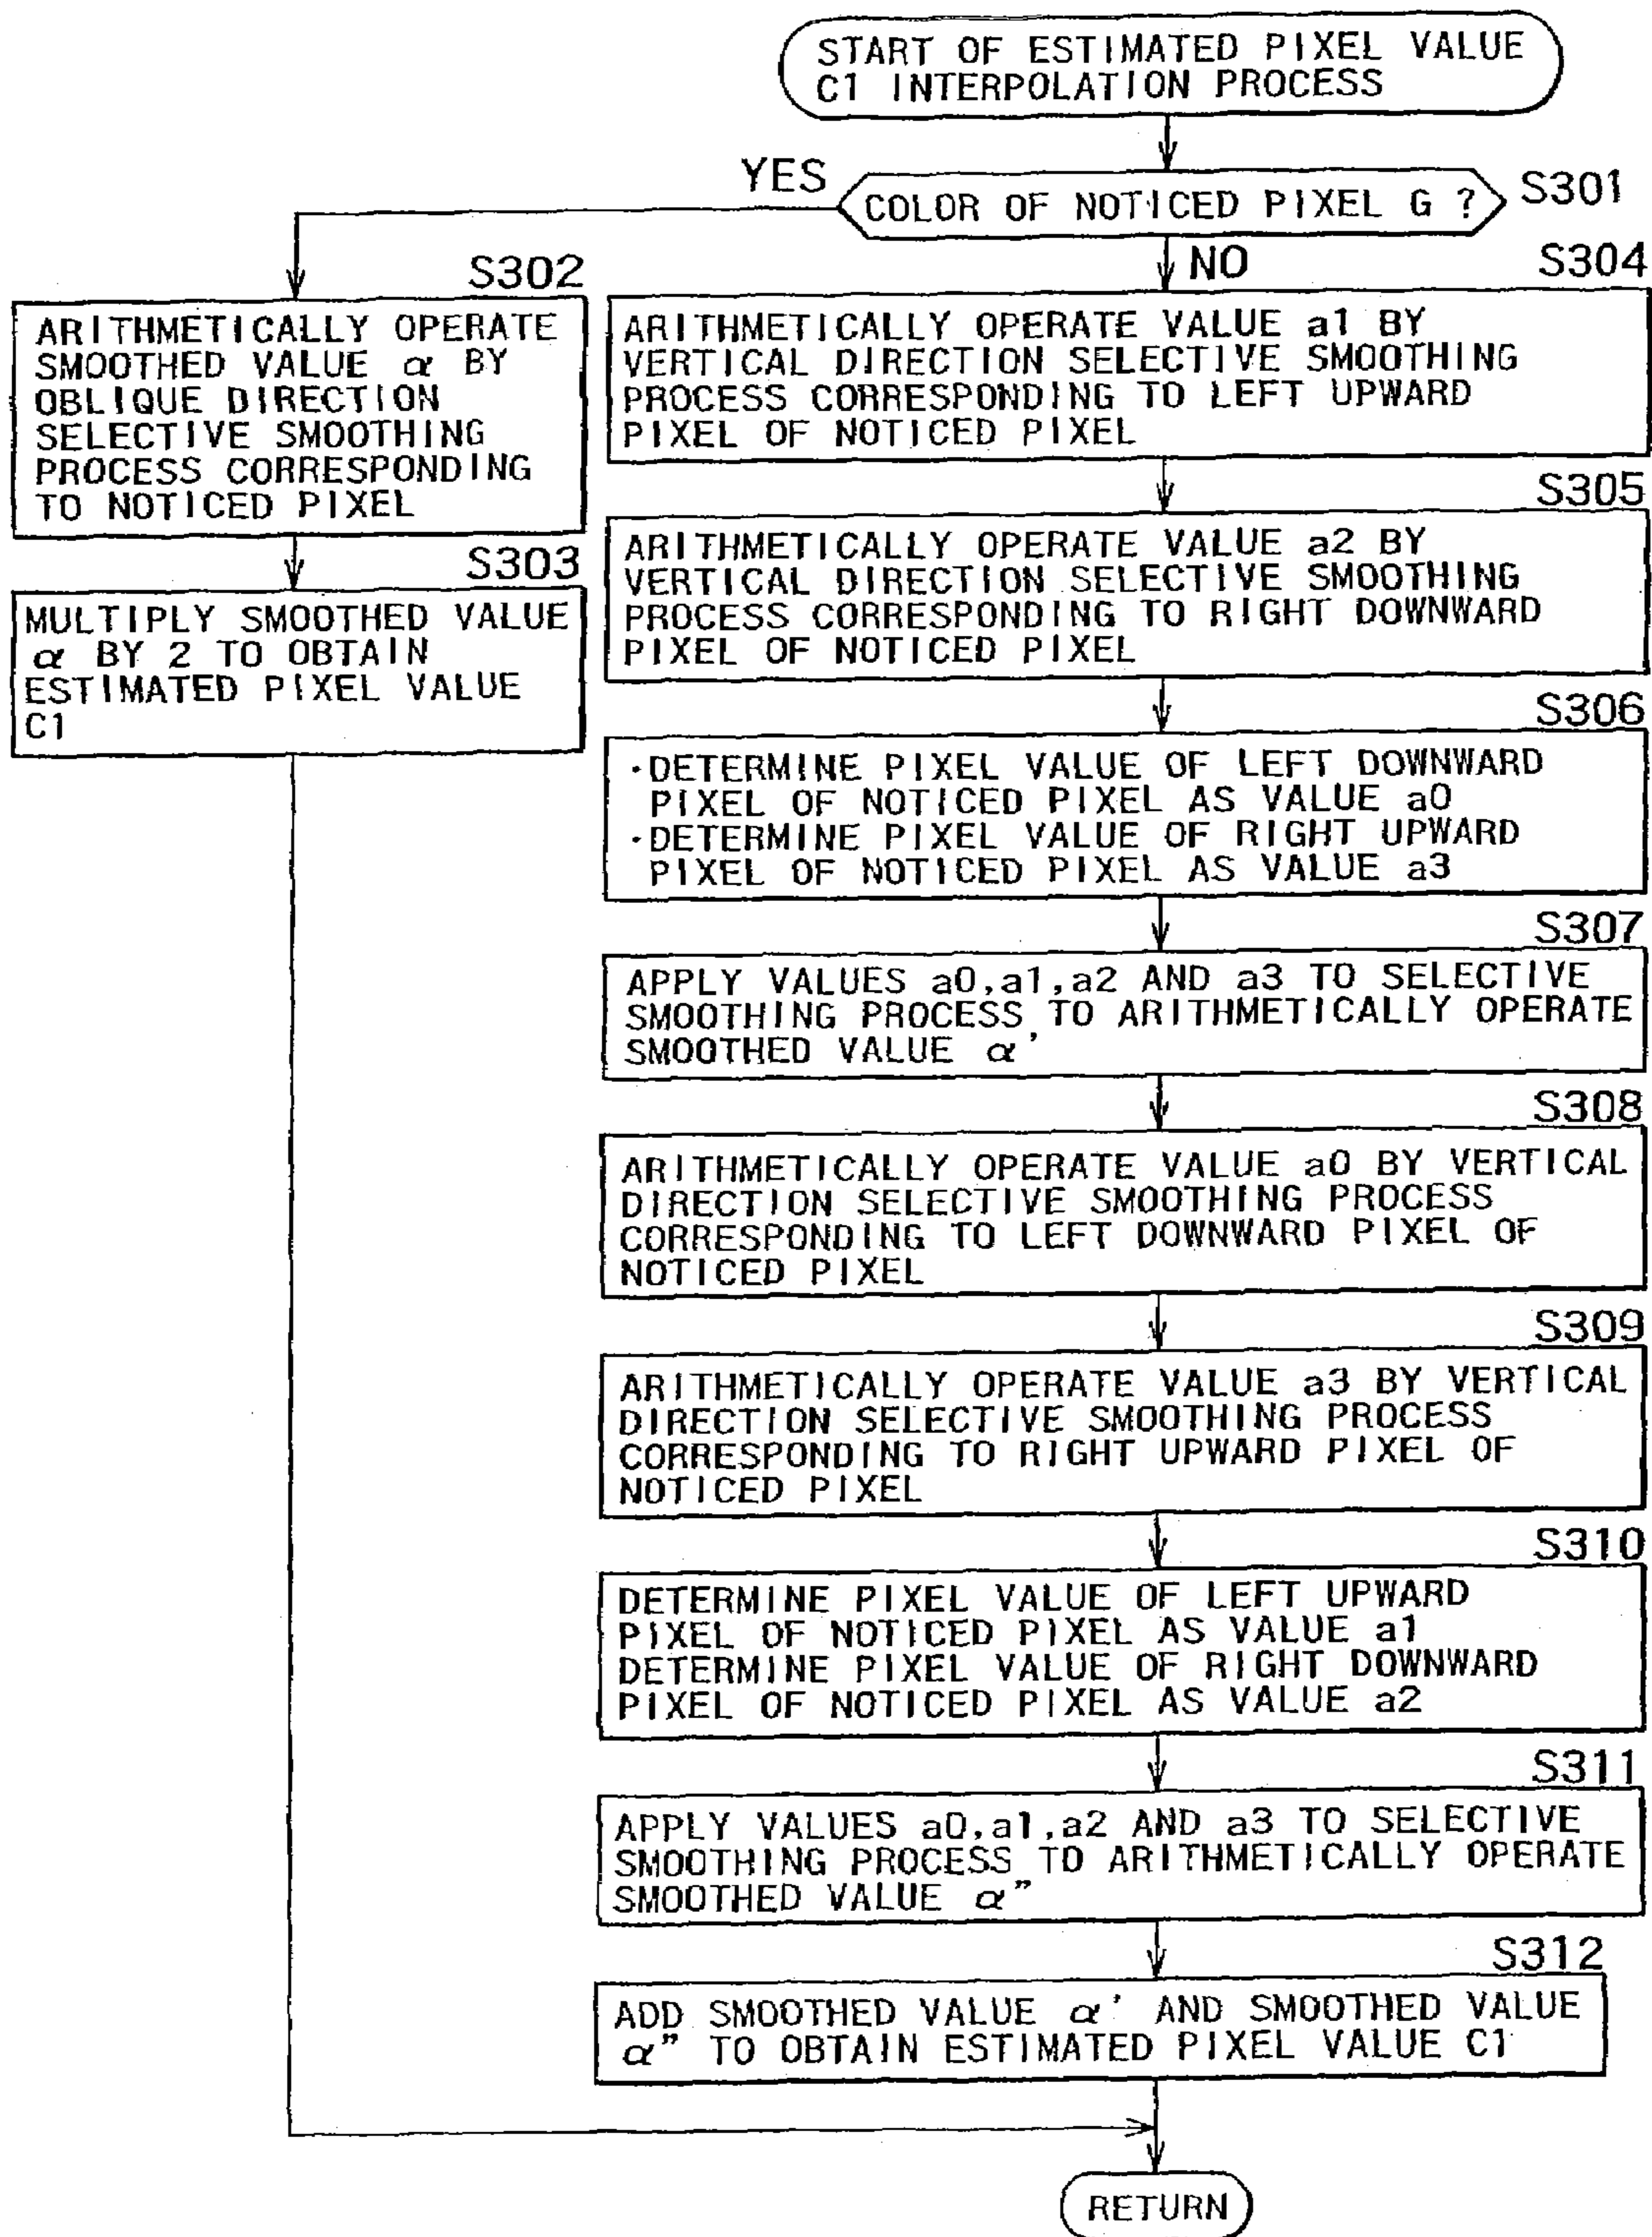 START OF ESTIMATED PIXEL VALUE
C1 INTERPOLATION PROCESS
YES
COLOR OF NOTICED PIXEL G ?
S301
NO
S302
ARITHMETICALLY OPERATE
SMOOTHED VALUE α BY
OBLIQUE DIRECTION
SELECTIVE SMOOTHING
PROCESS CORRESPONDING
TO NOTICED PIXEL
S303
MULTIPLY SMOOTHED VALUE
α BY 2 TO OBTAIN
ESTIMATED PIXEL VALUE
C1
S304
ARITHMETICALLY OPERATE VALUE a1 BY
VERTICAL DIRECTION SELECTIVE SMOOTHING
PROCESS CORRESPONDING TO LEFT UPWARD
PIXEL OF NOTICED PIXEL
S305
ARITHMETICALLY OPERATE VALUE a2 BY
VERTICAL DIRECTION SELECTIVE SMOOTHING
PROCESS CORRESPONDING TO RIGHT DOWNWARD
PIXEL OF NOTICED PIXEL
S306
·DETERMINE PIXEL VALUE OF LEFT DOWNWARD
PIXEL OF NOTICED PIXEL AS VALUE a0
·DETERMINE PIXEL VALUE OF RIGHT UPWARD
PIXEL OF NOTICED PIXEL AS VALUE a3
S307
APPLY VALUES a0,a1,a2 AND a3 TO SELECTIVE
SMOOTHING PROCESS TO ARITHMETICALLY OPERATE
SMOOTHED VALUE α'
S308
ARITHMETICALLY OPERATE VALUE a0 BY VERTICAL
DIRECTION SELECTIVE SMOOTHING PROCESS
CORRESPONDING TO LEFT DOWNWARD PIXEL OF
NOTICED PIXEL
S309
ARITHMETICALLY OPERATE VALUE a3 BY VERTICAL
DIRECTION SELECTIVE SMOOTHING PROCESS
CORRESPONDING TO RIGHT UPWARD PIXEL OF
NOTICED PIXEL
S310
DETERMINE PIXEL VALUE OF LEFT UPWARD
PIXEL OF NOTICED PIXEL AS VALUE a1
DETERMINE PIXEL VALUE OF RIGHT DOWNWARD
PIXEL OF NOTICED PIXEL AS VALUE a2
S311
APPLY VALUES a0,a1,a2 AND a3 TO SELECTIVE
SMOOTHING PROCESS TO ARITHMETICALLY OPERATE
SMOOTHED VALUE α"
S312
ADD SMOOTHED VALUE α' AND SMOOTHED VALUE
α" TO OBTAIN ESTIMATED PIXEL VALUE C1
RETURN